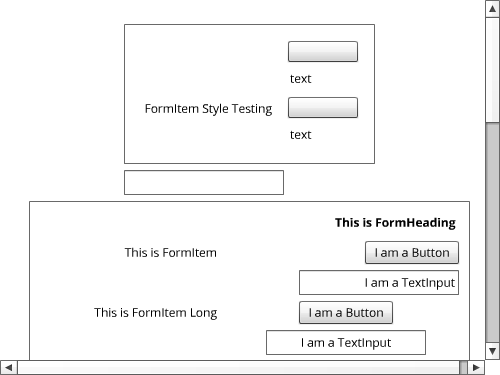 text
FormItem Style Testing
text
This is FormHeading
This is FormItem I am a Button
I am a TextInput
This is FormItem Long I am a Button
I am a TextInput